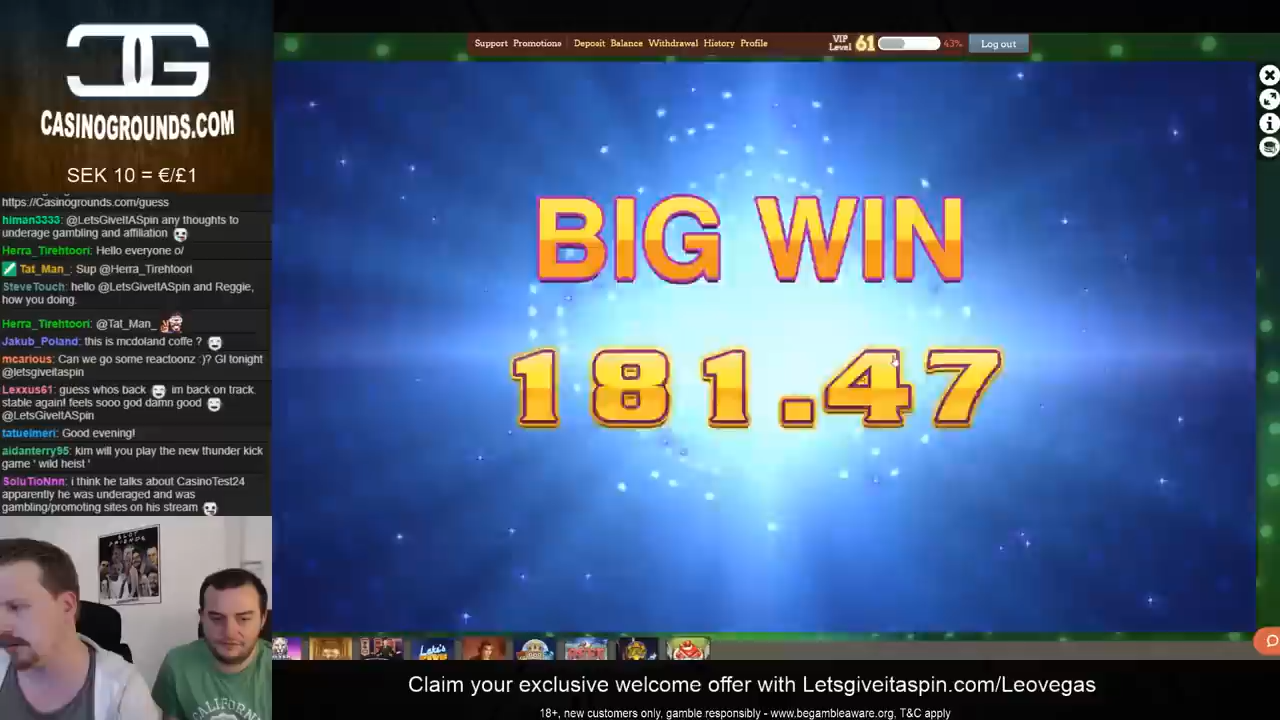 CG
CASINOGROUNDS.COM
SEK 10 = €/£1
https://Casinogrounds.com/guess
himan3333: @LetsGiveItASpin any thoughts to
underage gambling and affiliation
Herra_Tirehtoori: Hello everyone o/
Tat_Man_: Sup @Herra_Tirehtoori
SteveTouch: hello @LetsGiveItASpin and Reggie,
how you doing.
Herra_Tirehtoori: @Tat_Man_
Jakub_Poland: this is mcdoland coffe ?
mcarious: Can we go some reactoonz :)? Gl tonight
@letsgiveitaspin
Lexxus61: guess whos back im back on track.
stable again! feels sooo god damn good
@LetsGiveItASpin
tatuelmeri: Good evening!
aidanterry95: kim will you play the new thunder kick
game ' wild heist '
SoluTioNnn: i think he talks about CasinoTest24
apparently he was underaged and was
gambling/promoting sites on his stream
SLOT
FRIENDS
CALIFORNIA
Support Promotions Deposit Balance Withdrawal History Profile
VIP Level 61 43% Log out
BIG WIN
181.47
Claim your exclusive welcome offer with Letsgiveitaspin.com/Leovegas
18+, new customers only, gamble responsibly - www.begambleaware.org, T&C apply